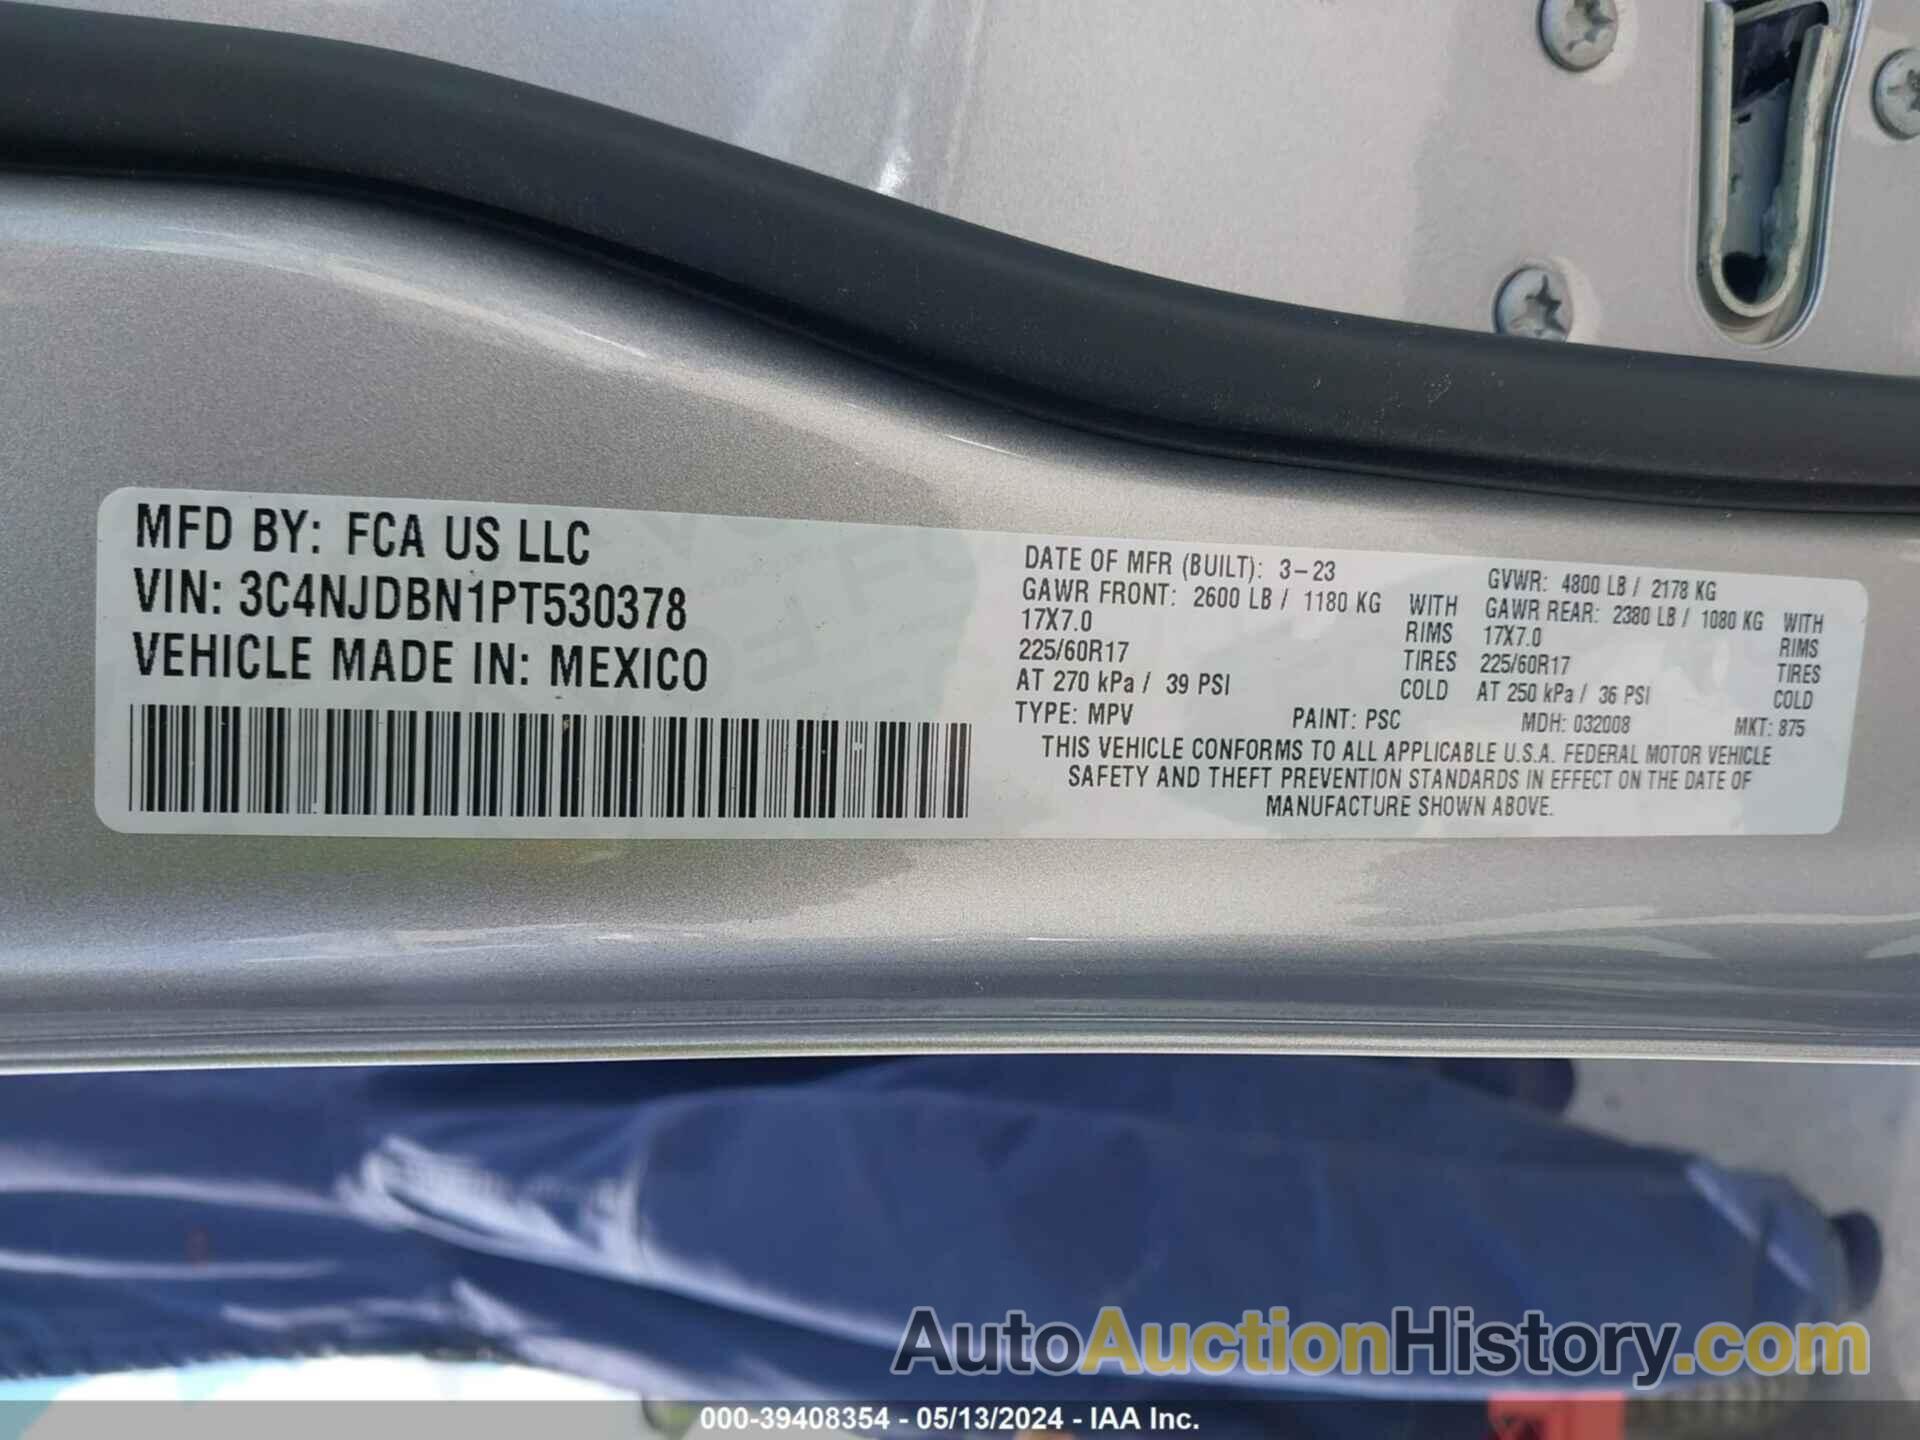 MFD BY: FCA US LLC
VIN: 3C4NJDBN1PT530378
VEHICLE MADE IN: MEXICO
DATE OF MFR (BUILT): 3-23
GAWR FRONT: 2600 LB / 1180 KG WITH
17X7.0 RIMS
225/60R17 TIRES
AT 270 kPa / 39 PSI COLD
GVWR: 4800 LB / 2178 KG
GAWR REAR: 2380 LB / 1080 KG WITH
17X7.0 RIMS
225/60R17 TIRES
AT 250 kPa / 36 PSI COLD
TYPE: MPV PAINT: PSC MDH: 032008 MKT: 875
THIS VEHICLE CONFORMS TO ALL APPLICABLE U.S.A. FEDERAL MOTOR VEHICLE
SAFETY AND THEFT PREVENTION STANDARDS IN EFFECT ON THE DATE OF
MANUFACTURE SHOWN ABOVE.
AutoAuctionHistory.com
000-39408354 - 05/13/2024 - IAA Inc.